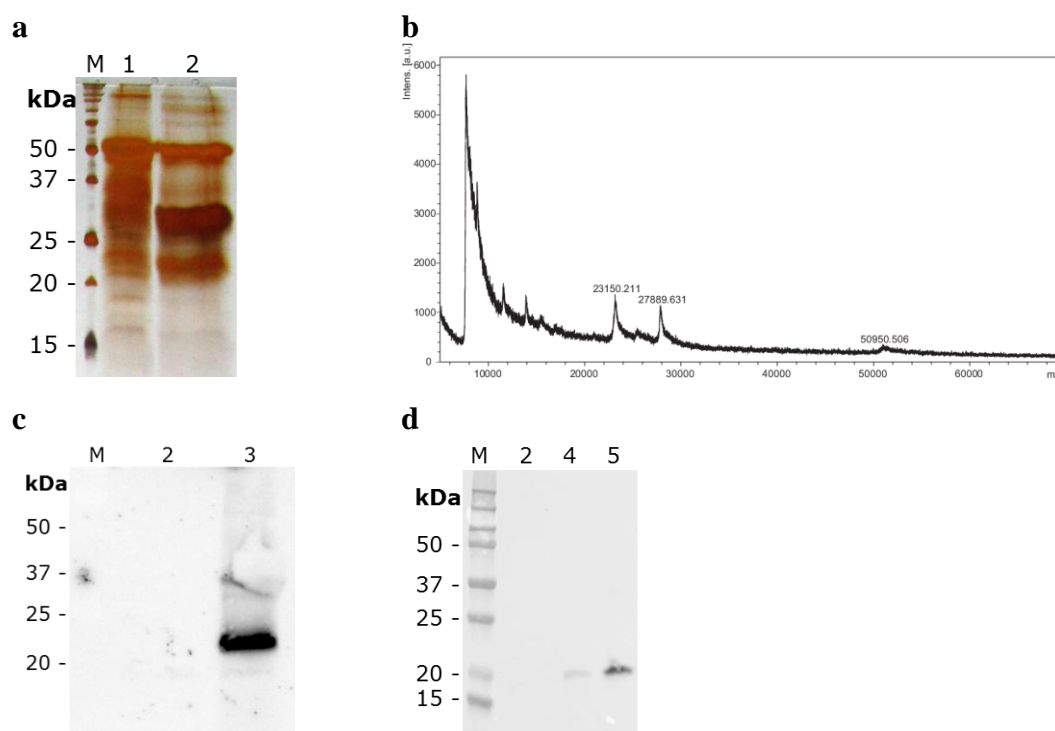 a
M 1 2
kDa
50 -
37 -
25 -
20 -
15 -
b
Intens. [a.u.]
6000
5000
4000
3000
2000
1000
0
23150.211
27889.631
50950.506
10000 20000 30000 40000 50000 60000 m
c
M 2 3
kDa
50 -
37 -
25 -
20 -
d
M 2 4 5
kDa
50 -
37 -
25 -
20 -
15 -